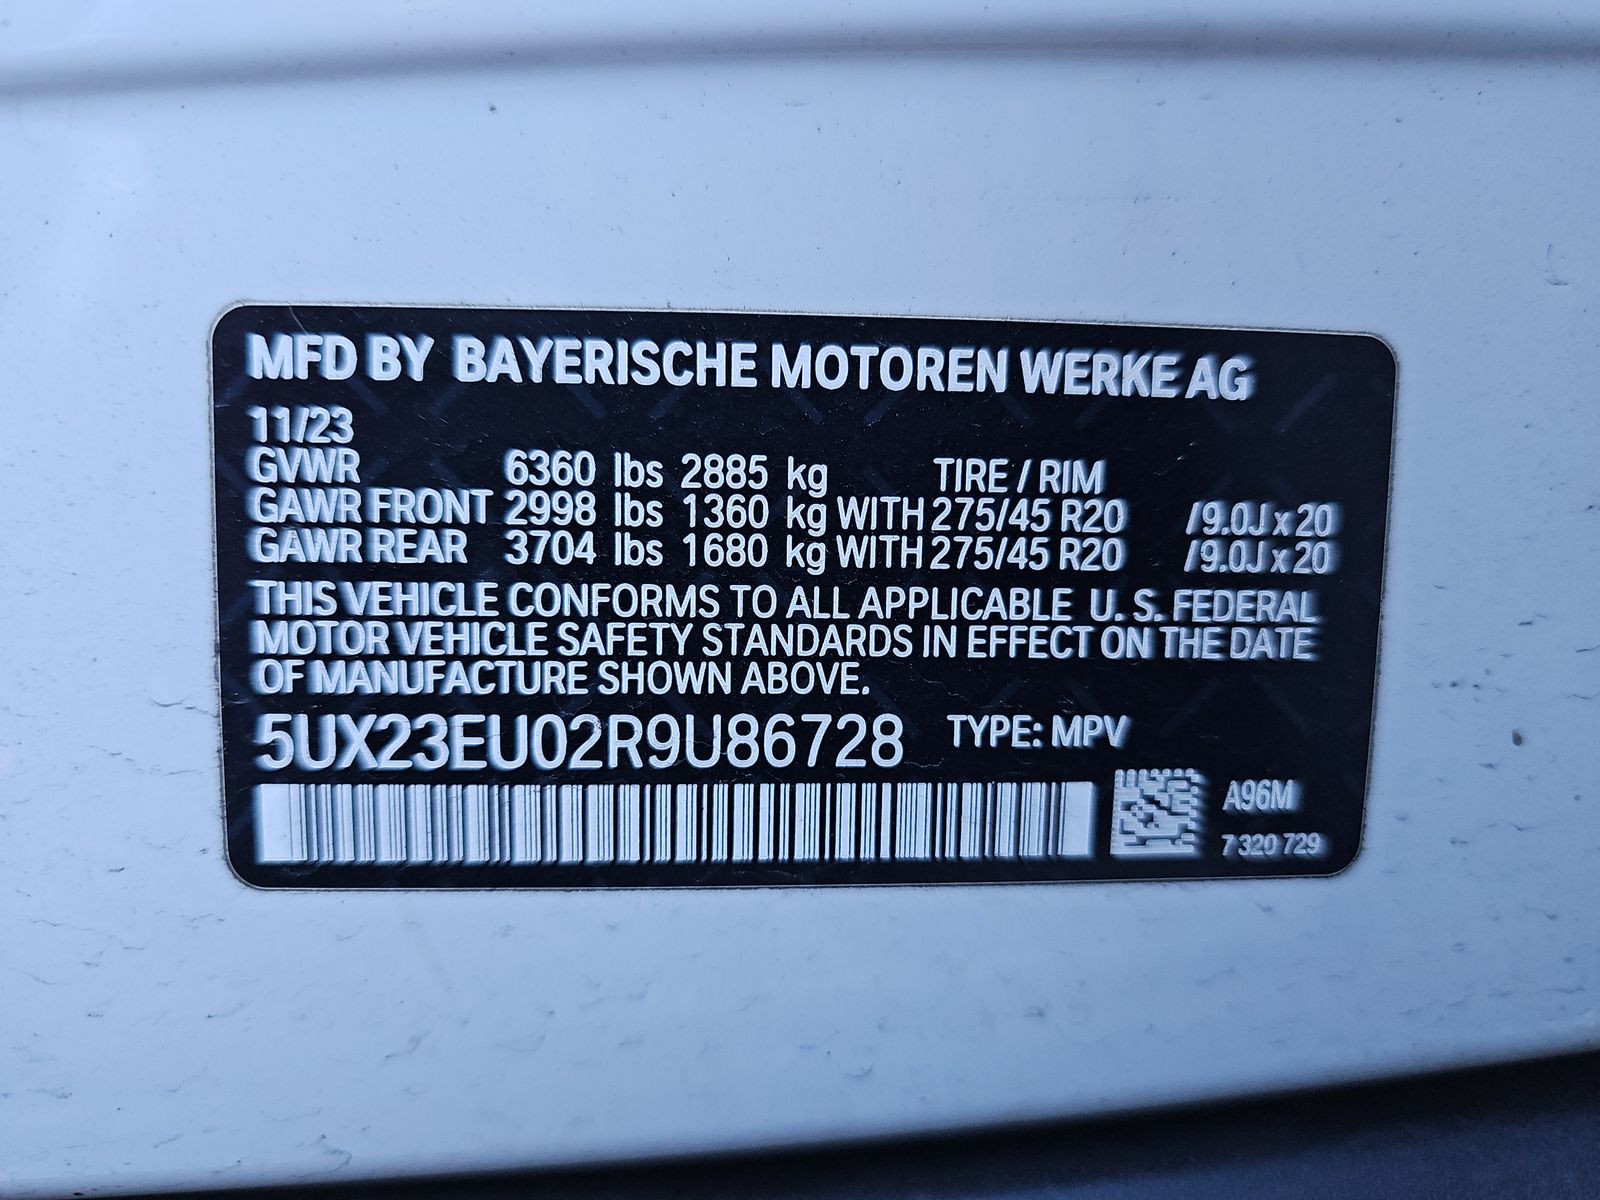 MFD BY BAYERISCHE MOTOREN WERKE AG
11/23
GVWR 6360 lbs 2885 kg TIRE / RIM
GAWR FRONT 2998 lbs 1360 kg WITH 275/45 R20 /9.0J x 20
GAWR REAR 3704 lbs 1680 kg WITH 275/45 R20 /9.0J x 20
THIS VEHICLE CONFORMS TO ALL APPLICABLE U. S. FEDERAL
MOTOR VEHICLE SAFETY STANDARDS IN EFFECT ON THE DATE
OF MANUFACTURE SHOWN ABOVE.
5UX23EU02R9U86728 TYPE: MPV
A96M
7 320 729